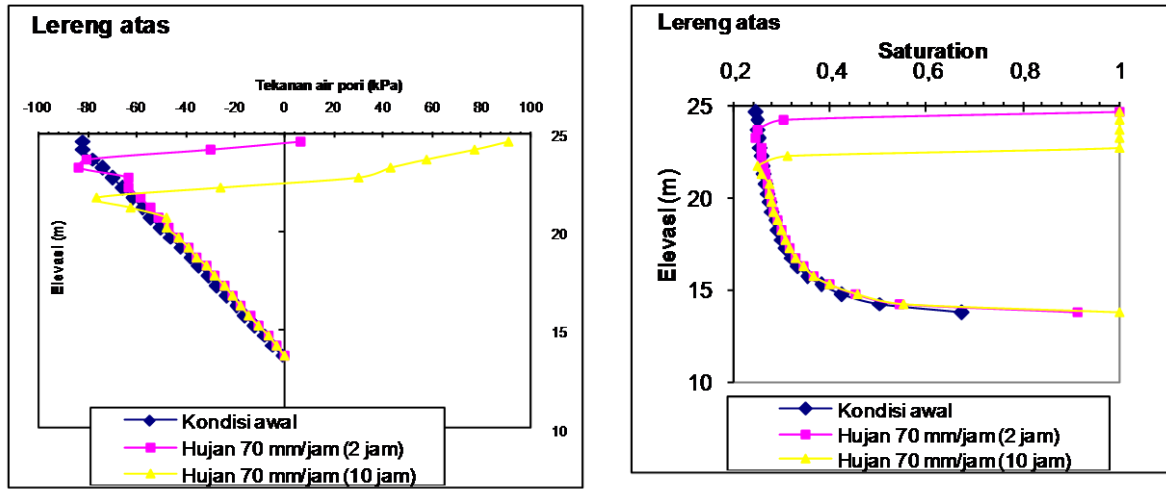 Lereng atas
Tekanan air pori (kPa)
-100 -80 -60 -40 -20 0 20 40 60 80 100
25
20
15
10
Elevasi (m)
Kondisi awal
Hujan 70 mm/jam (2 jam)
Hujan 70 mm/jam (10 jam)
Lereng atas
Saturation
0,2 0,4 0,6 0,8 1
25
20
15
10
Elevasi (m)
Kondisi awal
Hujan 70 mm/jam (2 jam)
Hujan 70 mm/jam (10 jam)